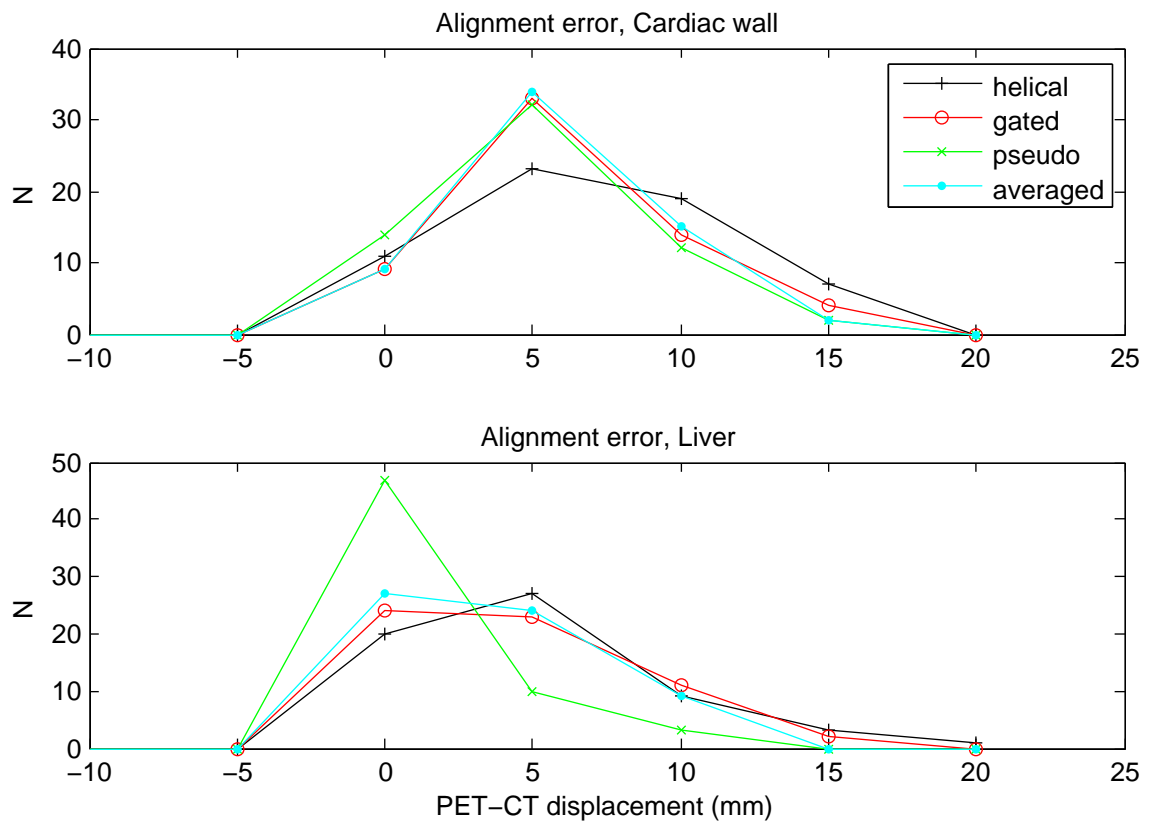 Alignment error, Cardiac wall
40
30
20
10
0
N
helical
gated
pseudo
averaged
−10 −5 0 5 10 15 20 25
Alignment error, Liver
50
40
30
20
10
0
N
−10 −5 0 5 10 15 20 25
PET−CT displacement (mm)